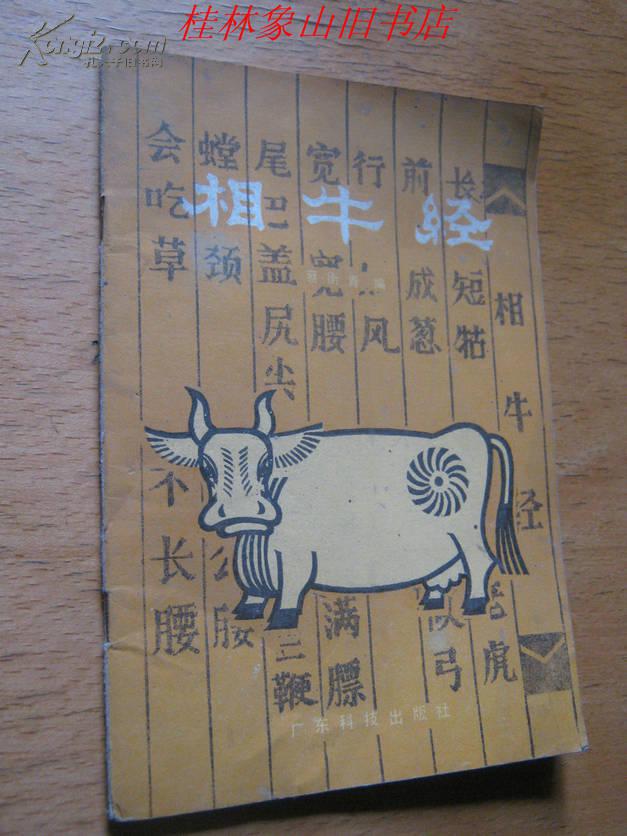 桂林象山旧书店
Kongfz.com
孔夫子旧书网
相牛经
编
相牛经
长短牯
虎
前成葱
弓
行风
宽宽腰
满膘
尾巴盖尻尖
三鞭
螳颈
会吃草
不长腰
广东科技出版社